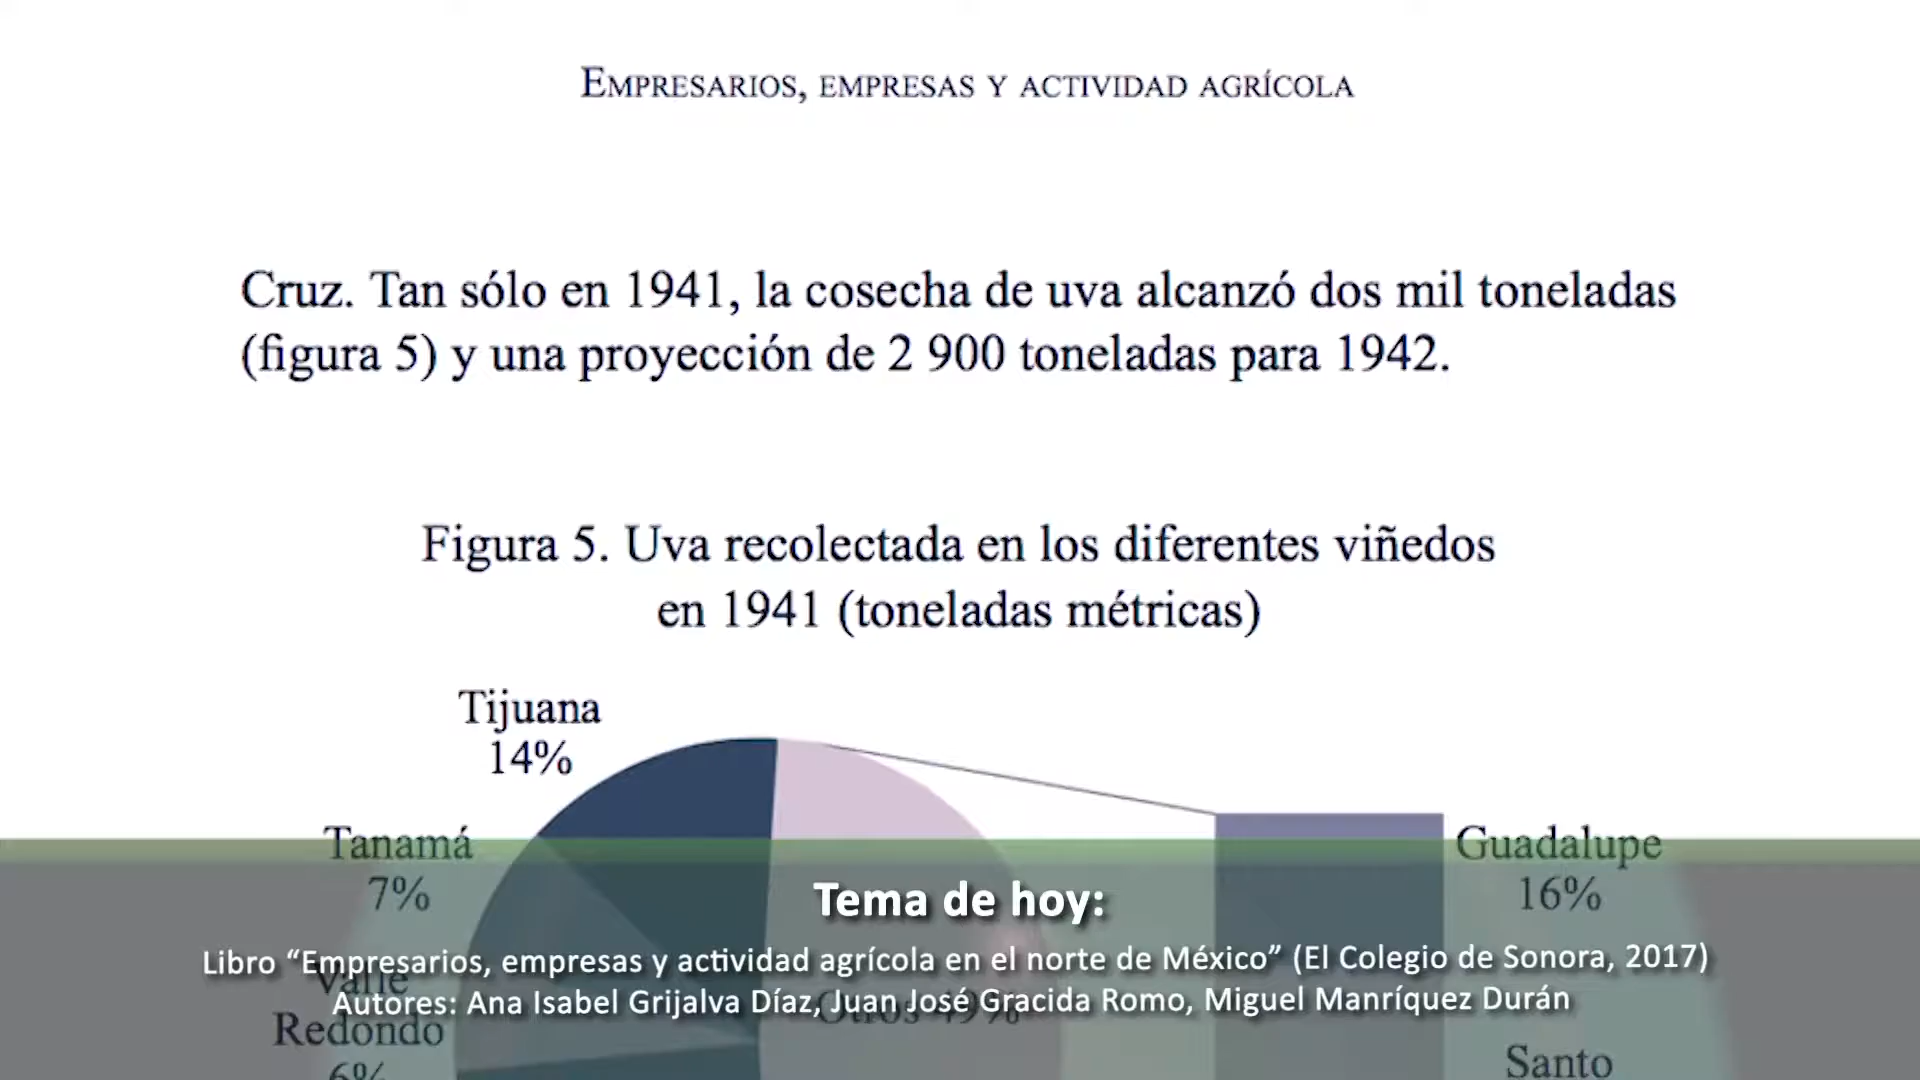 EMPRESARIOS, EMPRESAS Y ACTIVIDAD AGRÍCOLA
Cruz. Tan sólo en 1941, la cosecha de uva alcanzó dos mil toneladas
(figura 5) y una proyección de 2 900 toneladas para 1942.
Figura 5. Uva recolectada en los diferentes viñedos
en 1941 (toneladas métricas)
Tijuana
14%
Tanamá
7%
Guadalupe
16%
Valle
Redondo
6%
Otros 49%
Santo
Tema de hoy:
Libro “Empresarios, empresas y actividad agrícola en el norte de México” (El Colegio de Sonora, 2017)
Autores: Ana Isabel Grijalva Díaz, Juan José Gracida Romo, Miguel Manríquez Durán